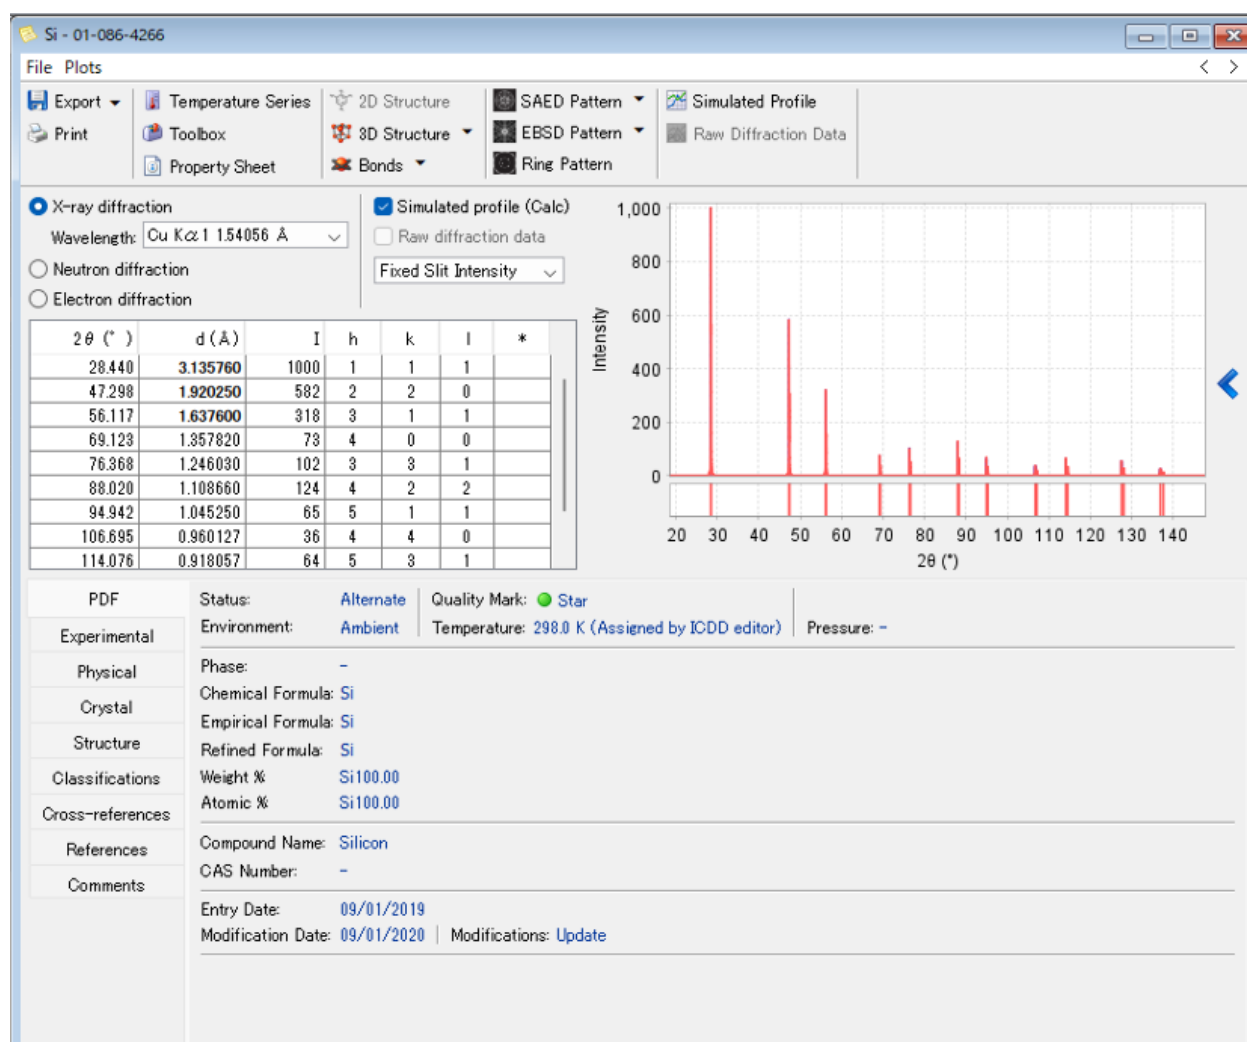 Si - 01-086-4266
File Plots
Export Temperature Series 2D Structure SAED Pattern Simulated Profile
Print Toolbox 3D Structure EBSD Pattern Raw Diffraction Data
Property Sheet Bonds Ring Pattern
X-ray diffraction
Wavelength: Cu Kα1 1.54056 Å
Neutron diffraction
Electron diffraction
Simulated profile (Calc)
Raw diffraction data
Fixed Slit Intensity
2θ (°) d(Å) I h k l *
28.440 3.135760 1000 1 1 1
47.298 1.920250 582 2 2 0
56.117 1.637600 318 3 1 1
69.123 1.357820 73 4 0 0
76.368 1.246030 102 3 3 1
88.020 1.108660 124 4 2 2
94.942 1.045250 65 5 1 1
106.695 0.960127 36 4 4 0
114.076 0.918057 64 5 3 1
Intensity
1,000
800
600
400
200
0
20 30 40 50 60 70 80 90 100 110 120 130 140
2θ (°)
PDF
Experimental
Physical
Crystal
Structure
Classifications
Cross-references
References
Comments
Status: Alternate Quality Mark: Star
Environment: Ambient Temperature: 298.0 K (Assigned by ICDD editor) Pressure: -
Phase: -
Chemical Formula: Si
Empirical Formula: Si
Refined Formula: Si
Weight % Si100.00
Atomic % Si100.00
Compound Name: Silicon
CAS Number: -
Entry Date: 09/01/2019
Modification Date: 09/01/2020 Modifications: Update